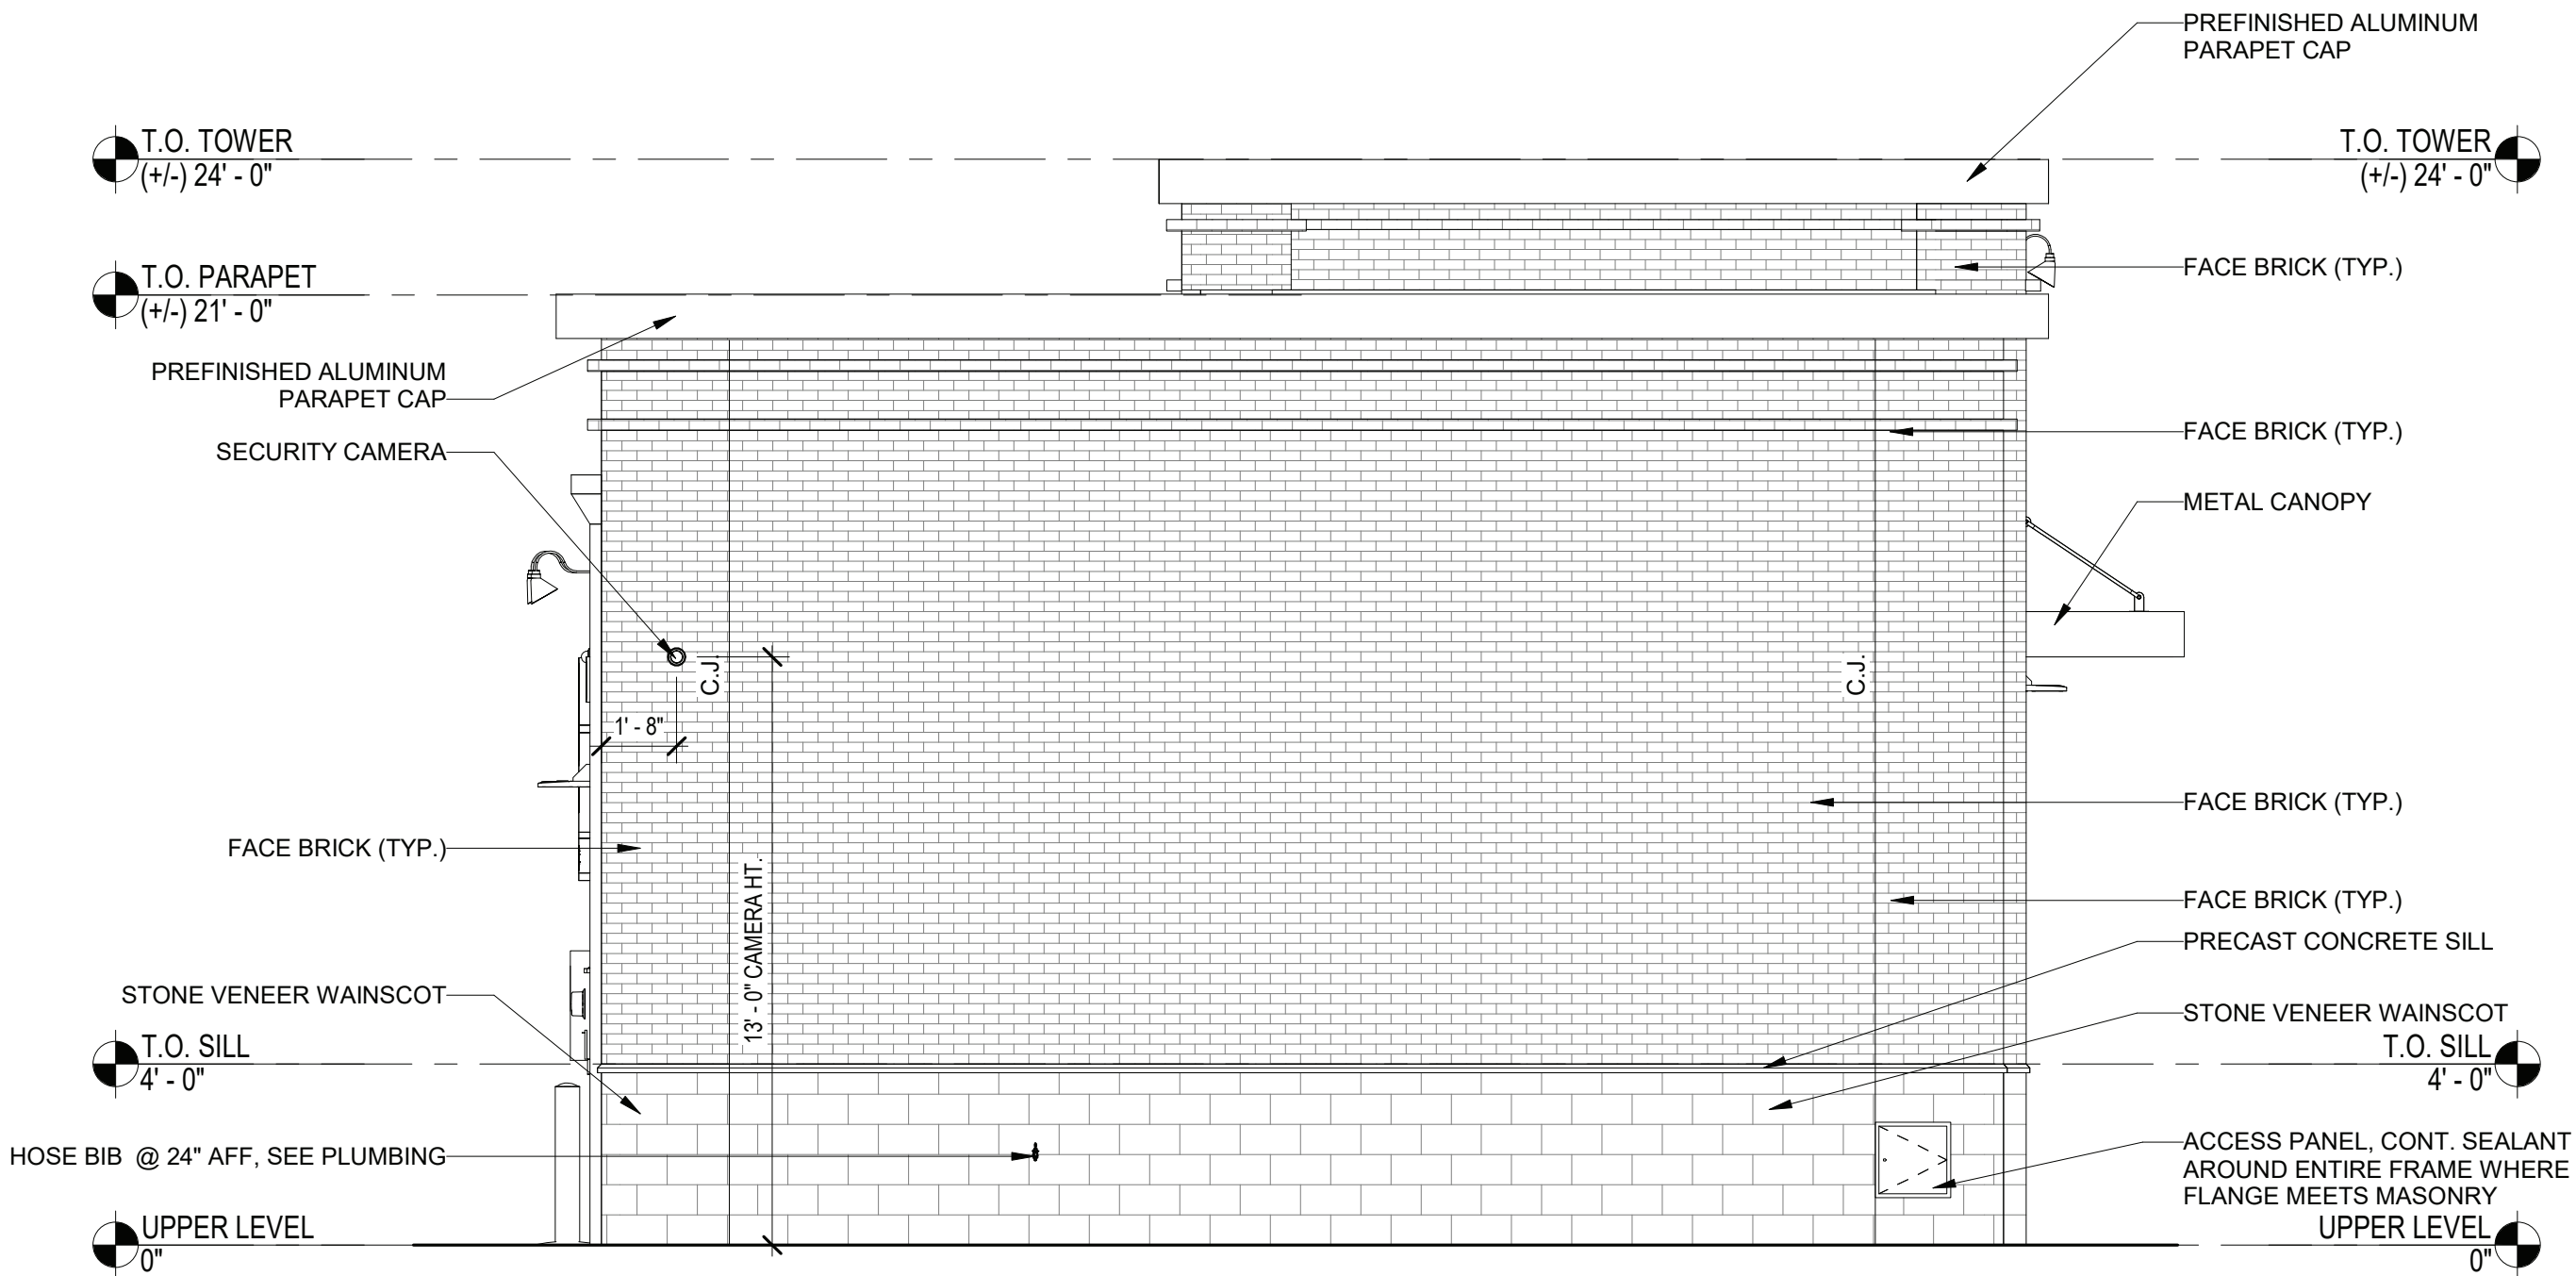 PREFINISHED ALUMINUM
PARAPET CAP
T.O. TOWER
(+/-) 24' - 0"
T.O. TOWER
(+/-) 24' - 0"
FACE BRICK (TYP.)
T.O. PARAPET
(+/-) 21' - 0"
PREFINISHED ALUMINUM
PARAPET CAP
SECURITY CAMERA
FACE BRICK (TYP.)
METAL CANOPY
C.J.
C.J.
1' - 8"
FACE BRICK (TYP.)
FACE BRICK (TYP.)
13' - 0" CAMERA HT.
FACE BRICK (TYP.)
PRECAST CONCRETE SILL
STONE VENEER WAINSCOT
STONE VENEER WAINSCOT
T.O. SILL
4' - 0"
T.O. SILL
4' - 0"
HOSE BIB @ 24" AFF, SEE PLUMBING
ACCESS PANEL, CONT. SEALANT
AROUND ENTIRE FRAME WHERE
FLANGE MEETS MASONRY
UPPER LEVEL
0"
UPPER LEVEL
0"